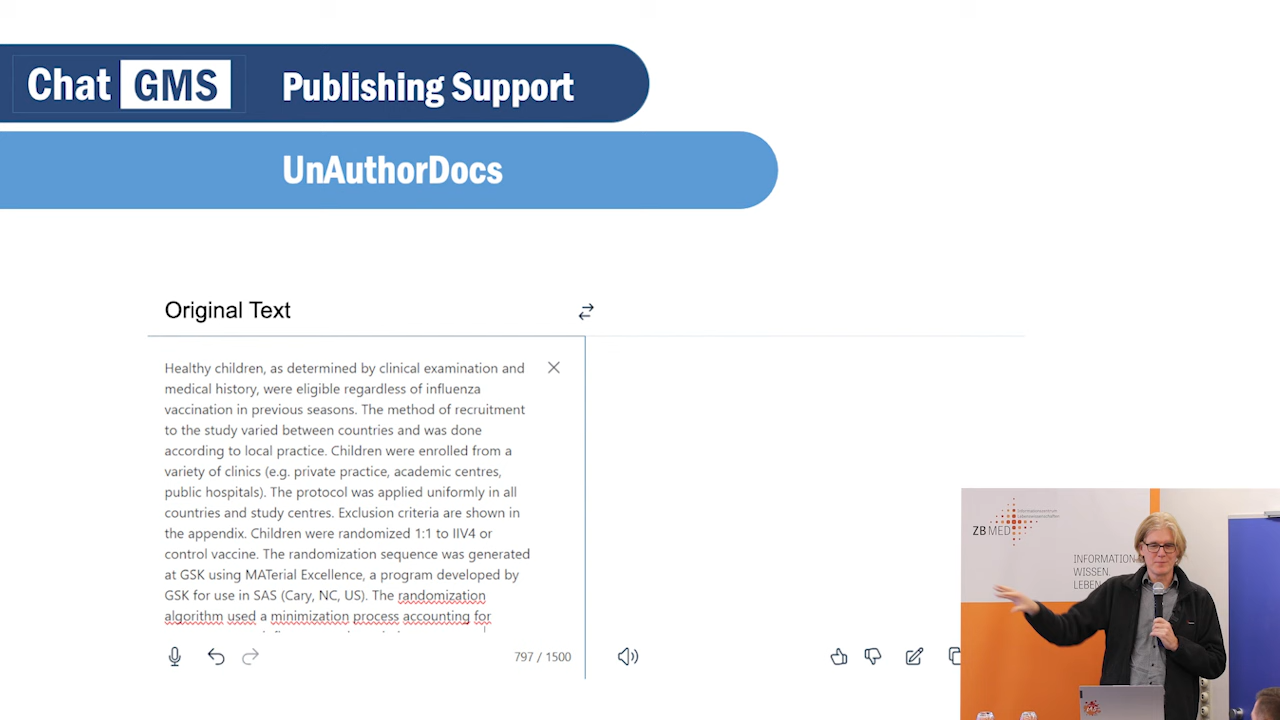 Chat GMS Publishing Support
UnAuthorDocs
Original Text
Healthy children, as determined by clinical examination and
medical history, were eligible regardless of influenza
vaccination in previous seasons. The method of recruitment
to the study varied between countries and was done
according to local practice. Children were enrolled from a
variety of clinics (e.g. private practice, academic centres,
public hospitals). The protocol was applied uniformly in all
countries and study centres. Exclusion criteria are shown in
the appendix. Children were randomized 1:1 to IIV4 or
control vaccine. The randomization sequence was generated
at GSK using MATerial Excellence, a program developed by
GSK for use in SAS (Cary, NC, US). The randomization
algorithm used a minimization process accounting for
797 / 1500
ZB MED
Informationszentrum
Lebenswissenschaften
INFORMATION
WISSEN.
LEBEN